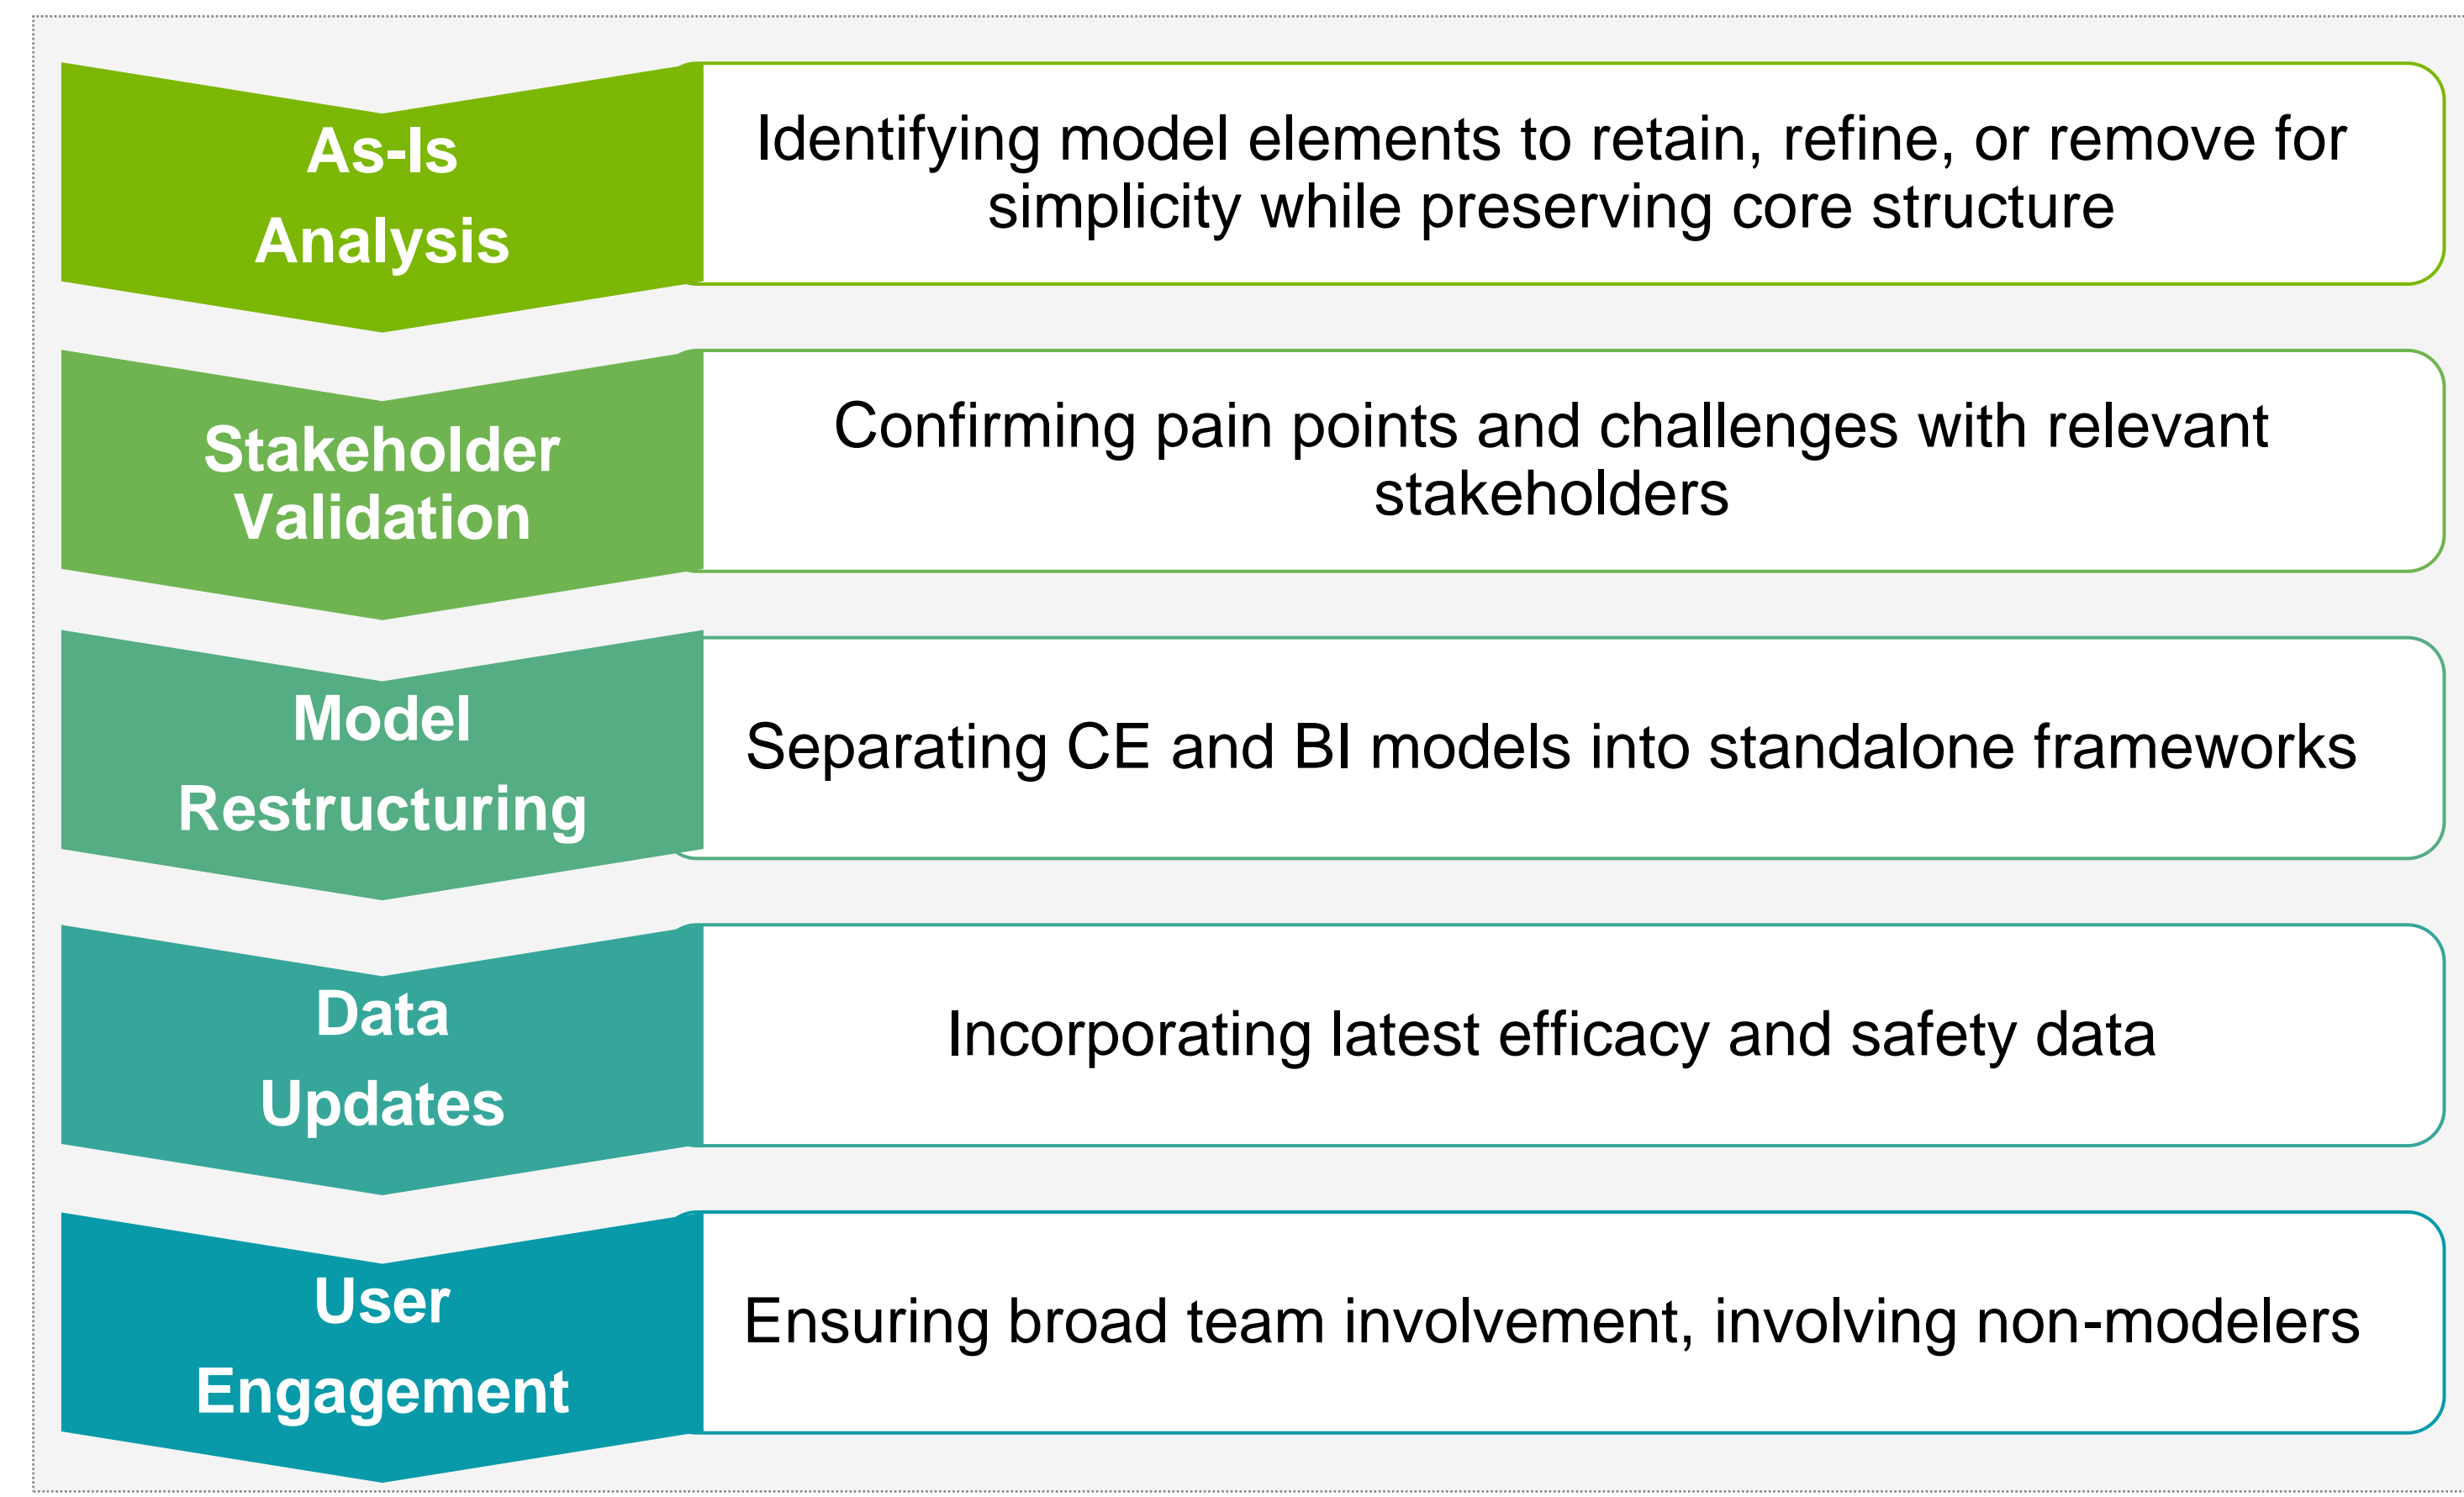 As-Is
Analysis
Identifying model elements to retain, refine, or remove for
simplicity while preserving core structure
Stakeholder
Validation
Confirming pain points and challenges with relevant
stakeholders
Model
Restructuring
Separating CE and BI models into standalone frameworks
Data
Updates
Incorporating latest efficacy and safety data
User
Engagement
Ensuring broad team involvement, involving non-modelers